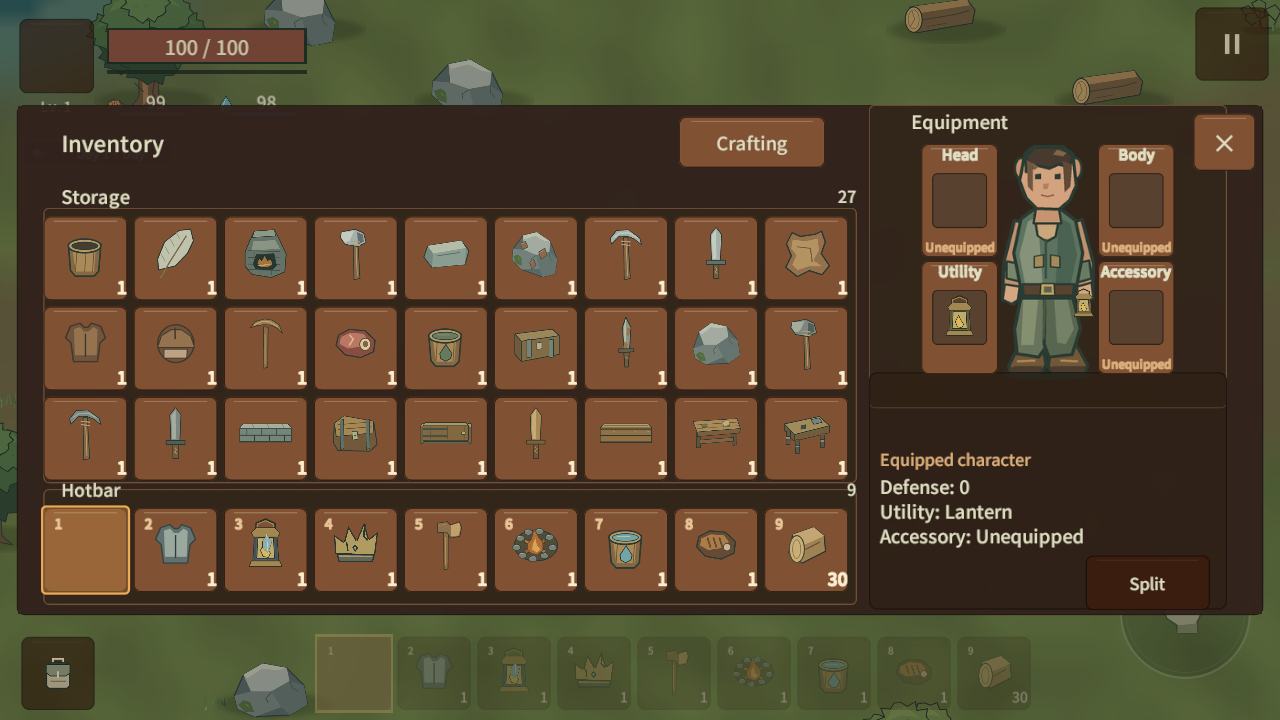 100 / 100
Lv 1
99
98
Inventory
Crafting
Equipment
Head
Body
Storage
27
Unequipped
Unequipped
Utility
Accessory
1 1 1 1 1 1 1 1 1
1 1 1 1 1 1 1 1 1
Unequipped
1 1 1 1 1 1 1 1 1
Equipped character
Defense: 0
Utility: Lantern
Accessory: Unequipped
Hotbar
9
1 2 3 4 5 6 7 8 9
1 1 1 1 1 1 1 30
Split
1 2 3 4 5 6 7 8 9
1 1 1 1 1 1 1 30